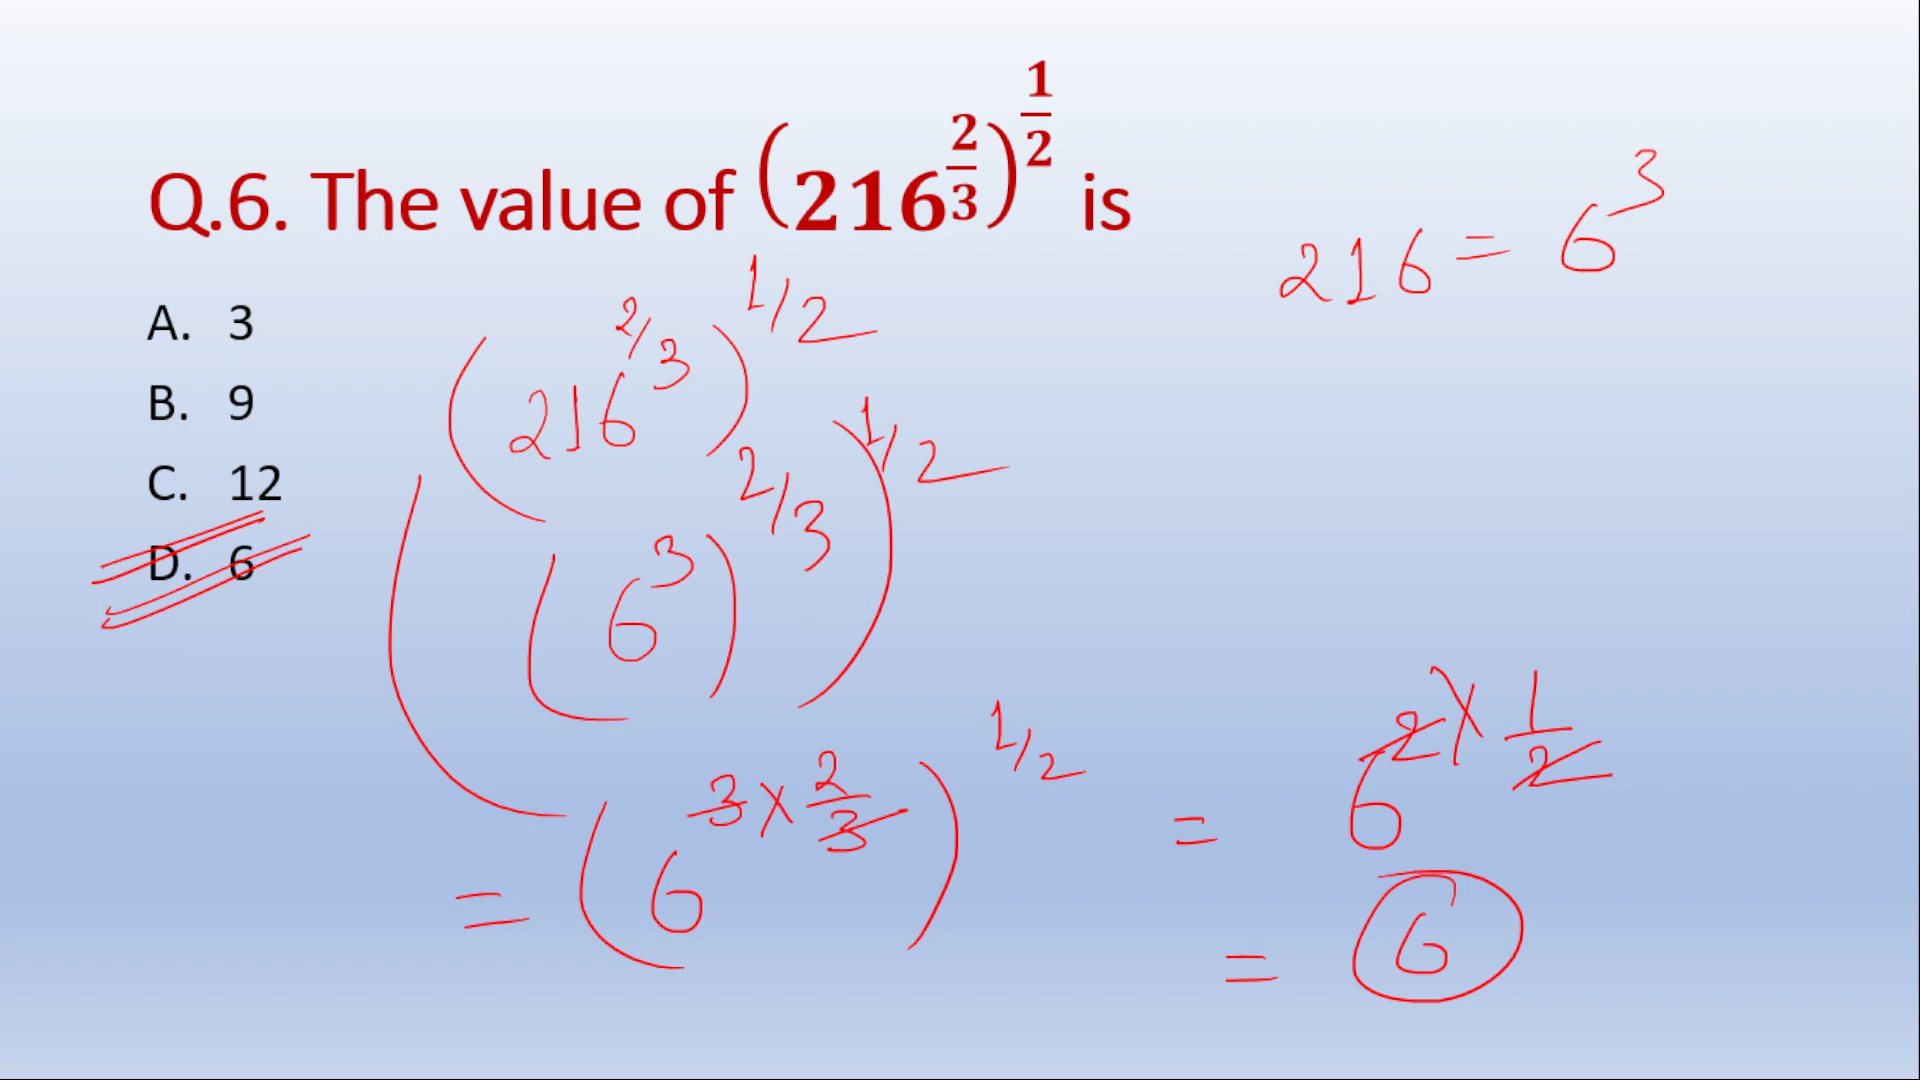 Q.6. The value of (216^(2/3))^(1/2) is
216 = 6^3
A. 3
B. 9
C. 12
D. 6
(216^2/3)^1/2
((6^3)^2/3)^1/2
= (6^3×2/3)^1/2
= 6^2×1/2
= 6